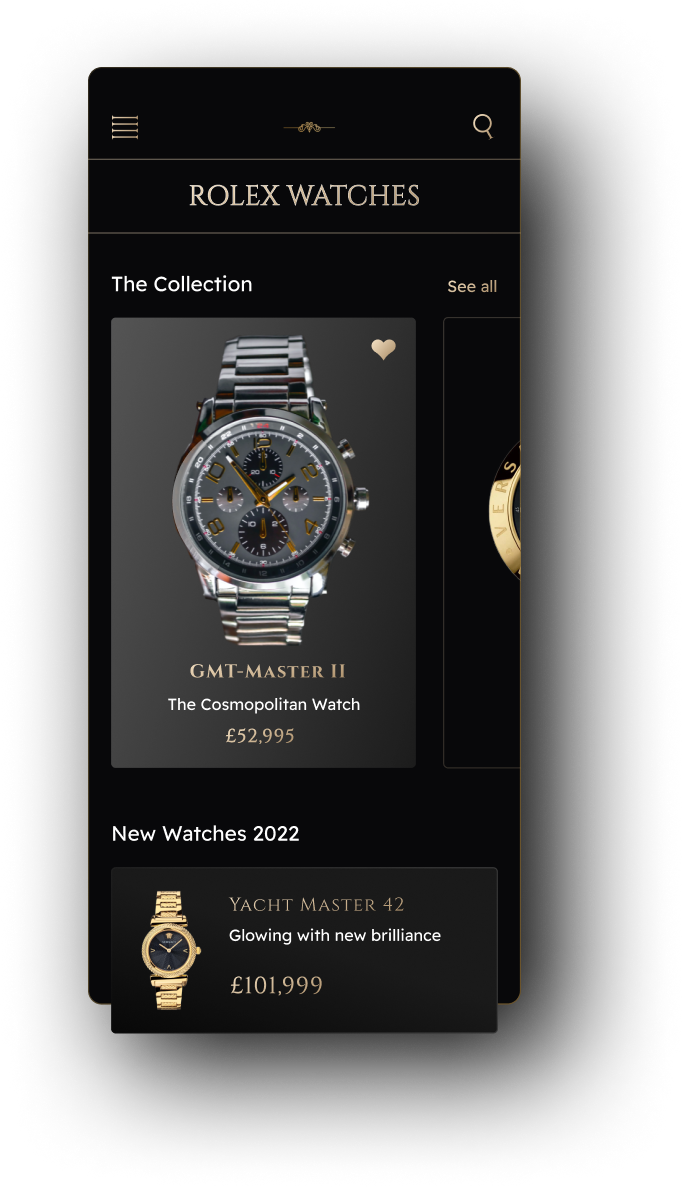 ROLEX WATCHES
The Collection
See all
VERS
GMT-Master II
The Cosmopolitan Watch
£52,995
New Watches 2022
Yacht Master 42
Glowing with new brilliance
£101,999